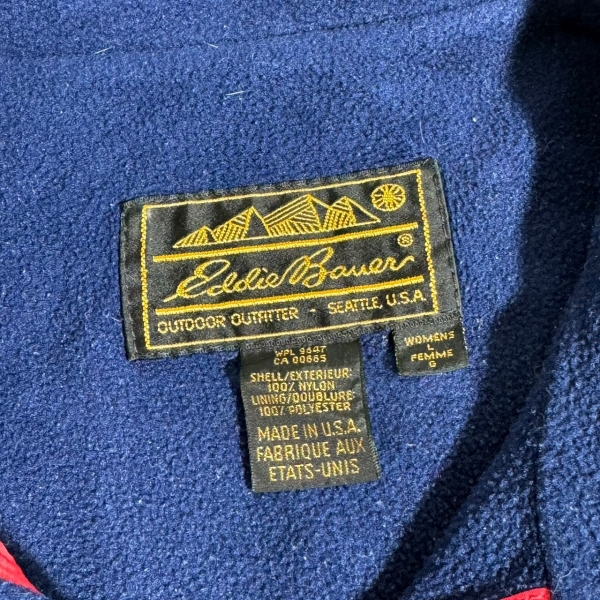 Eddie Bauer®
OUTDOOR OUTFITTER - SEATTLE, U.S.A.
WOMENS
L
FEMME
G
WPL 9647
CA 00665
SHELL/EXTERIEUR:
100% NYLON
LINING/DOUBLURE:
100% POLYESTER
MADE IN U.S.A.
FABRIQUE AUX
ETATS-UNIS